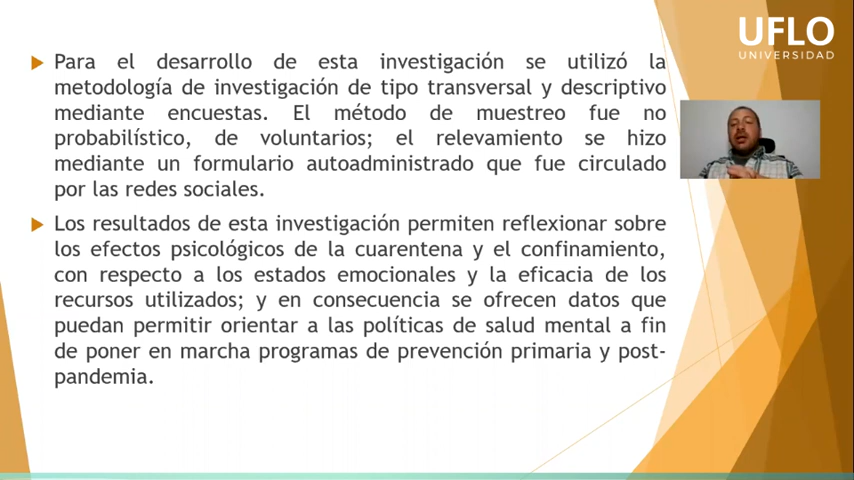 UFLO
UNIVERSIDAD
Para el desarrollo de esta investigación se utilizó la
metodología de investigación de tipo transversal y descriptivo
mediante encuestas. El método de muestreo fue no
probabilístico, de voluntarios; el relevamiento se hizo
mediante un formulario autoadministrado que fue circulado
por las redes sociales.
Los resultados de esta investigación permiten reflexionar sobre
los efectos psicológicos de la cuarentena y el confinamiento,
con respecto a los estados emocionales y la eficacia de los
recursos utilizados; y en consecuencia se ofrecen datos que
puedan permitir orientar a las políticas de salud mental a fin
de poner en marcha programas de prevención primaria y post-
pandemia.